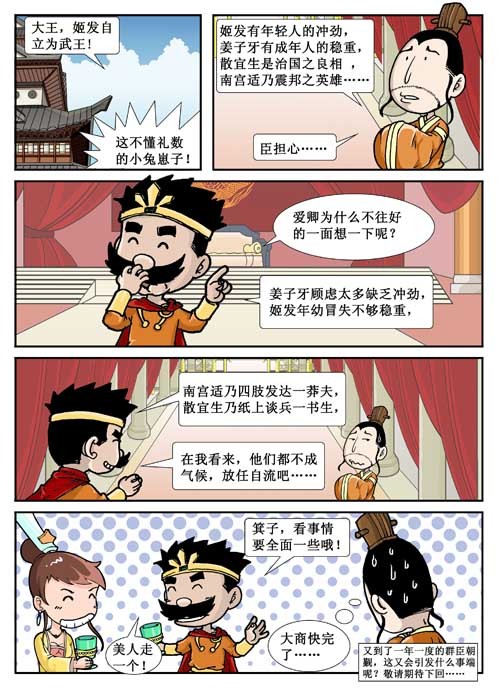 大王，姬发自
立为武王！
这不懂礼数
的小兔崽子！
姬发有年轻人的冲劲，
姜子牙有成年人的稳重，
散宜生是治国之良相，
南宫适乃震邦之英雄……
臣担心……
爱卿为什么不往好
的一面想一下呢？
姜子牙顾虑太多缺乏冲劲，
姬发年幼冒失不够稳重，
南宫适乃四肢发达一莽夫，
散宜生乃纸上谈兵一书生，
在我看来，他们都不成
气候，放任自流吧……
箕子，看事情
要全面一些哦！
美人走
一个！
大商快完
了……
又到了一年一度的群臣朝
觐，这又会引发什么事端
呢？敬请期待下回……